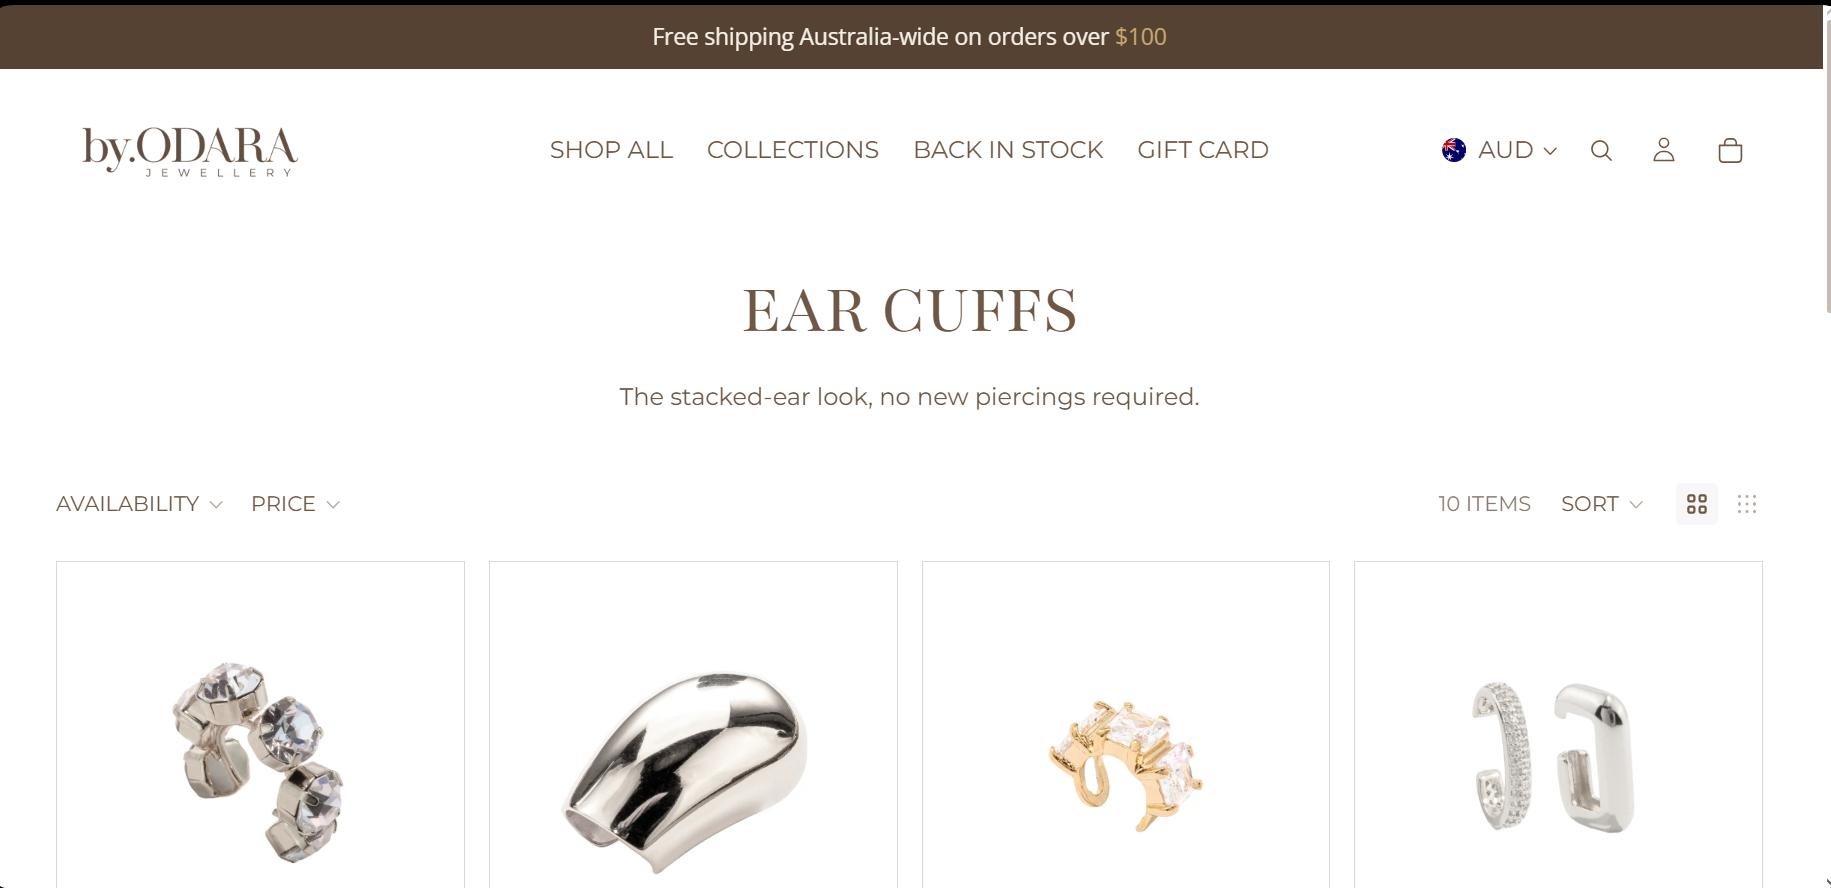 Free shipping Australia-wide on orders over $100
by.ODARA
JEWELLERY
SHOP ALL COLLECTIONS BACK IN STOCK GIFT CARD
AUD
EAR CUFFS
The stacked-ear look, no new piercings required.
AVAILABILITY PRICE
10 ITEMS SORT